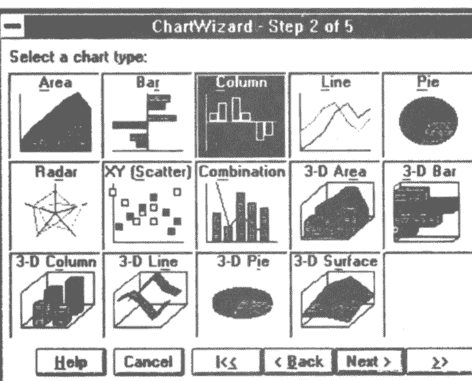 ChartWizard - Step 2 of 5
Select a chart type:
Area Bar Column Line Pie
Radar XY (Scatter) Combination 3-D Area 3-D Bar
3-D Column 3-D Line 3-D Pie 3-D Surface
Help Cancel |<< < Back Next > >>